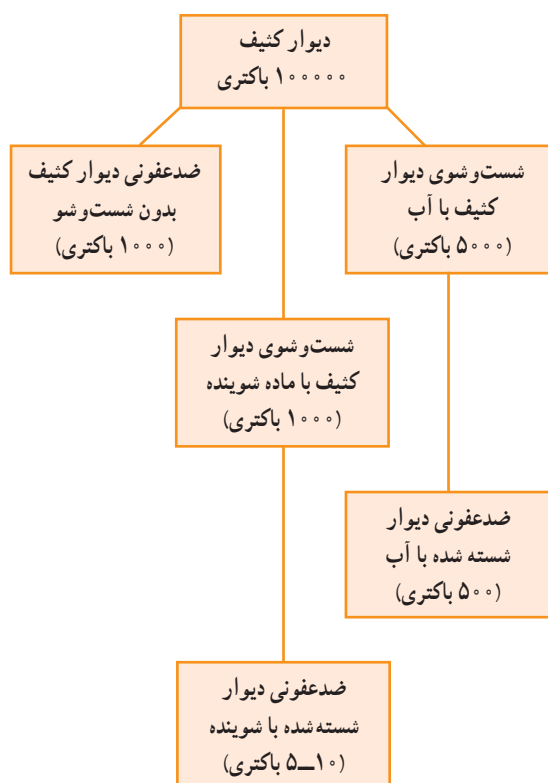 دیوار کثیف
۱۰۰۰۰۰ باکتری
شست‌وشوی دیوار
کثیف با آب
(۵۰۰۰ باکتری)
ضدعفونی دیوار کثیف
بدون شست‌وشو
(۱۰۰۰ باکتری)
شست‌وشوی دیوار
کثیف با ماده شوینده
(۱۰۰۰ باکتری)
ضدعفونی دیوار
شسته شده با آب
(۵۰۰ باکتری)
ضدعفونی دیوار
شسته‌شده با شوینده
(۱۰ــ۵ باکتری)